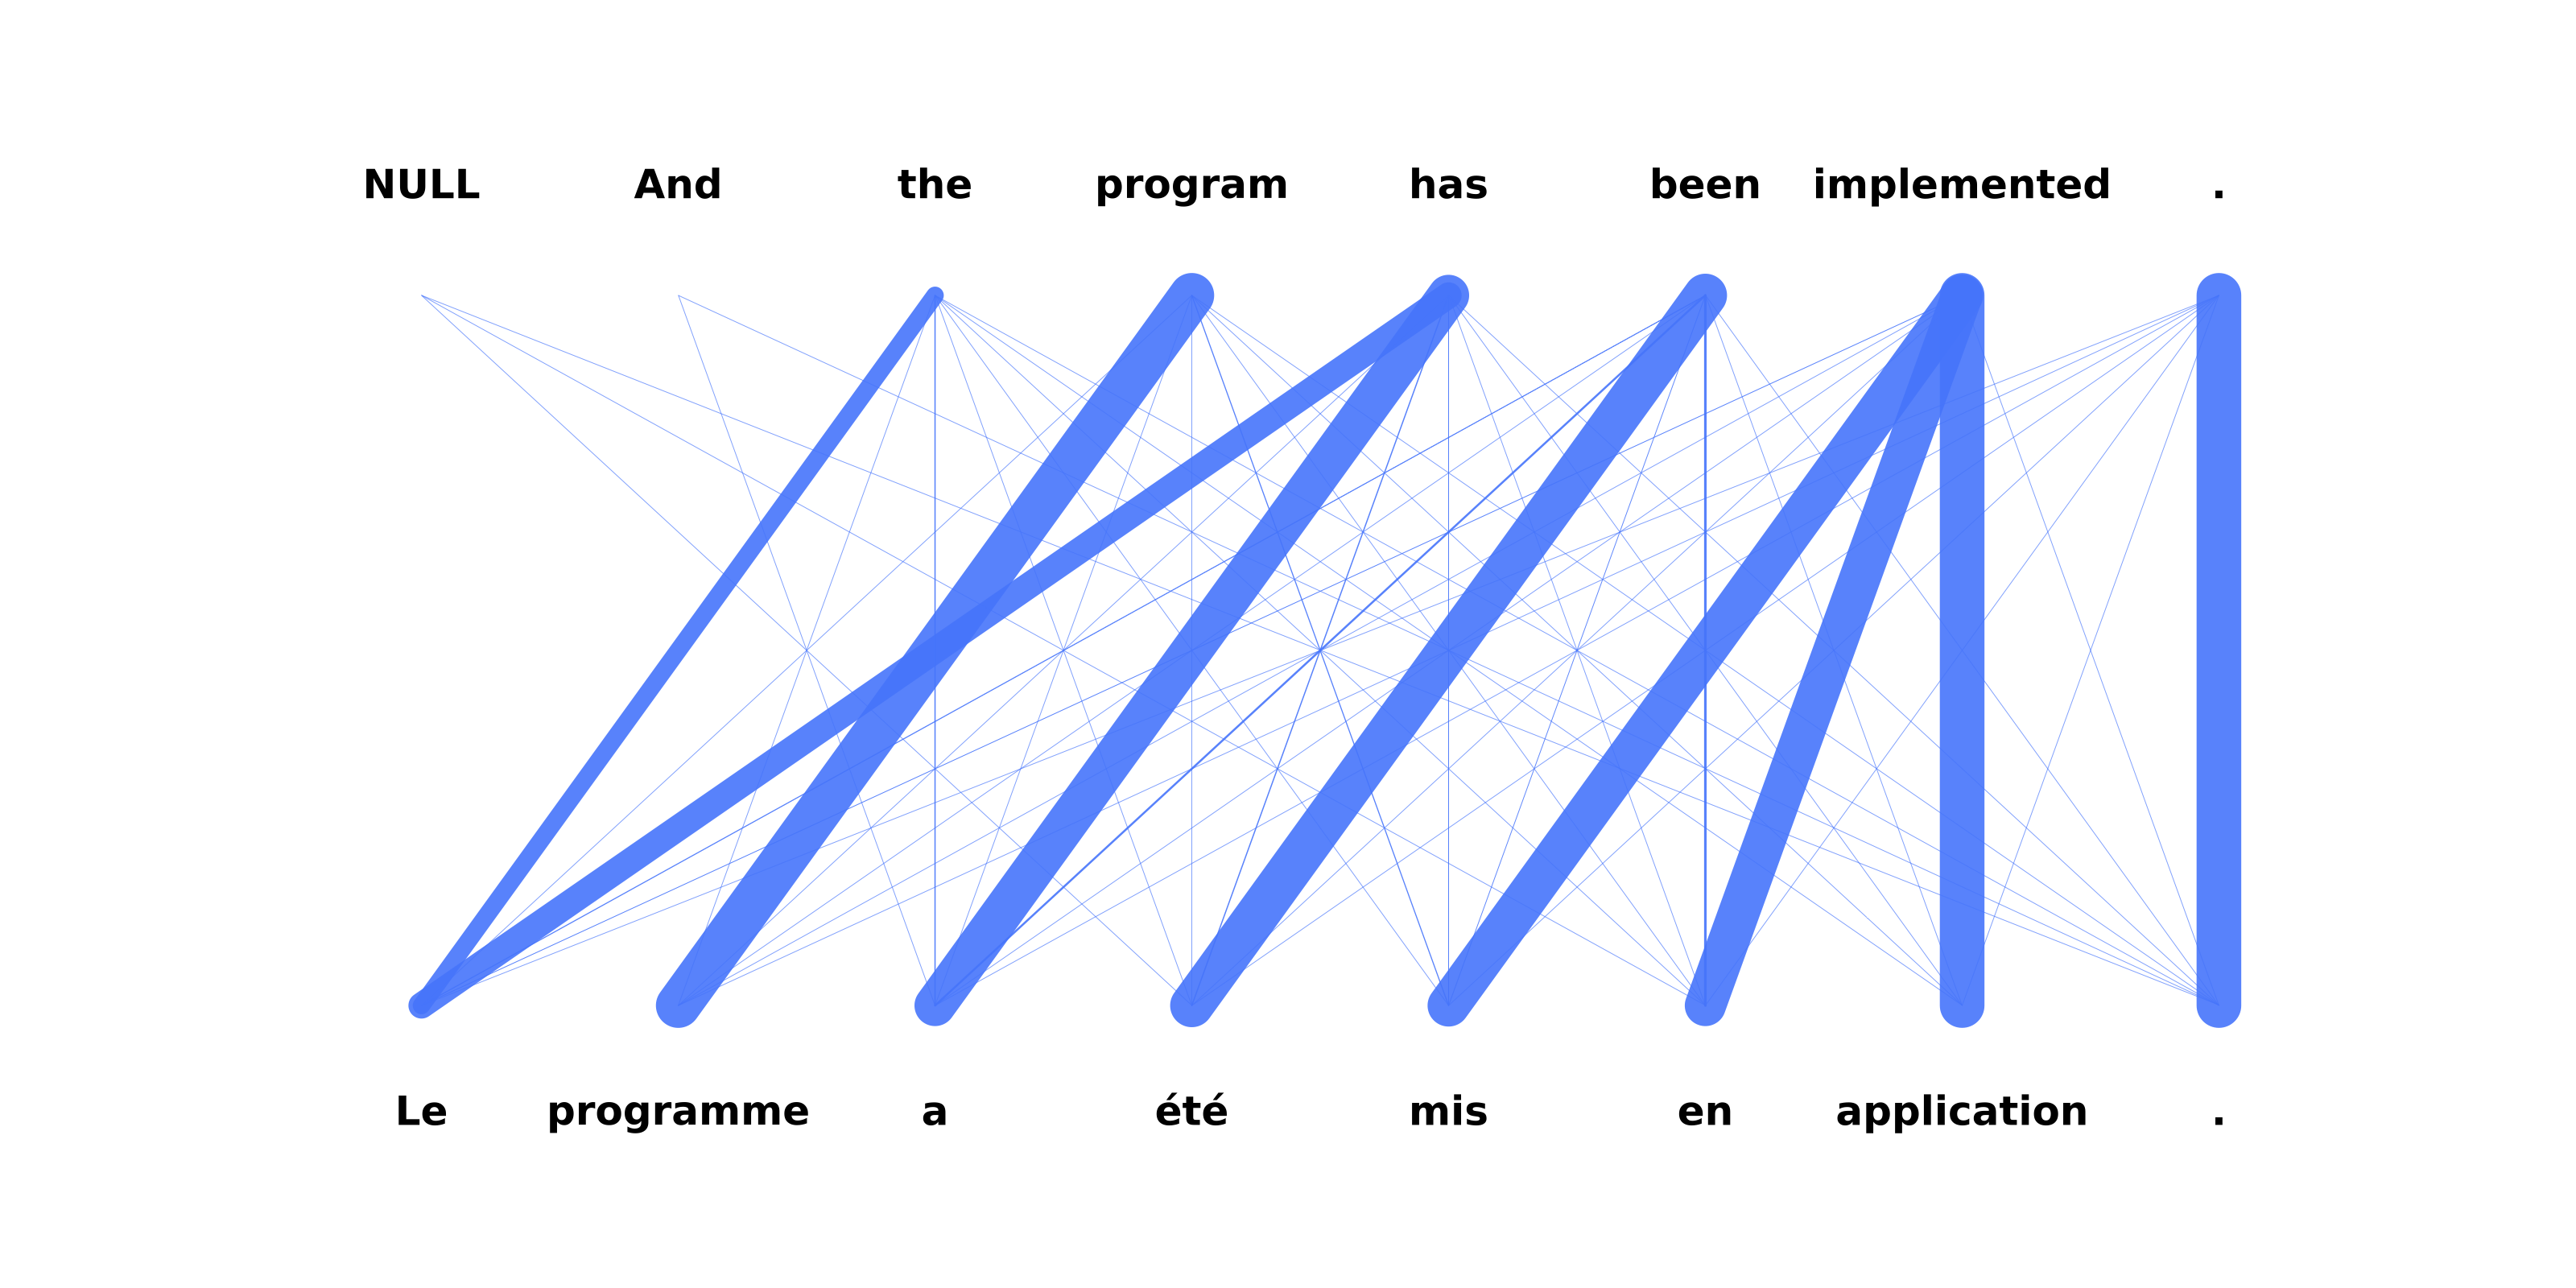 NULL And the program has been implemented .
Le programme a été mis en application .